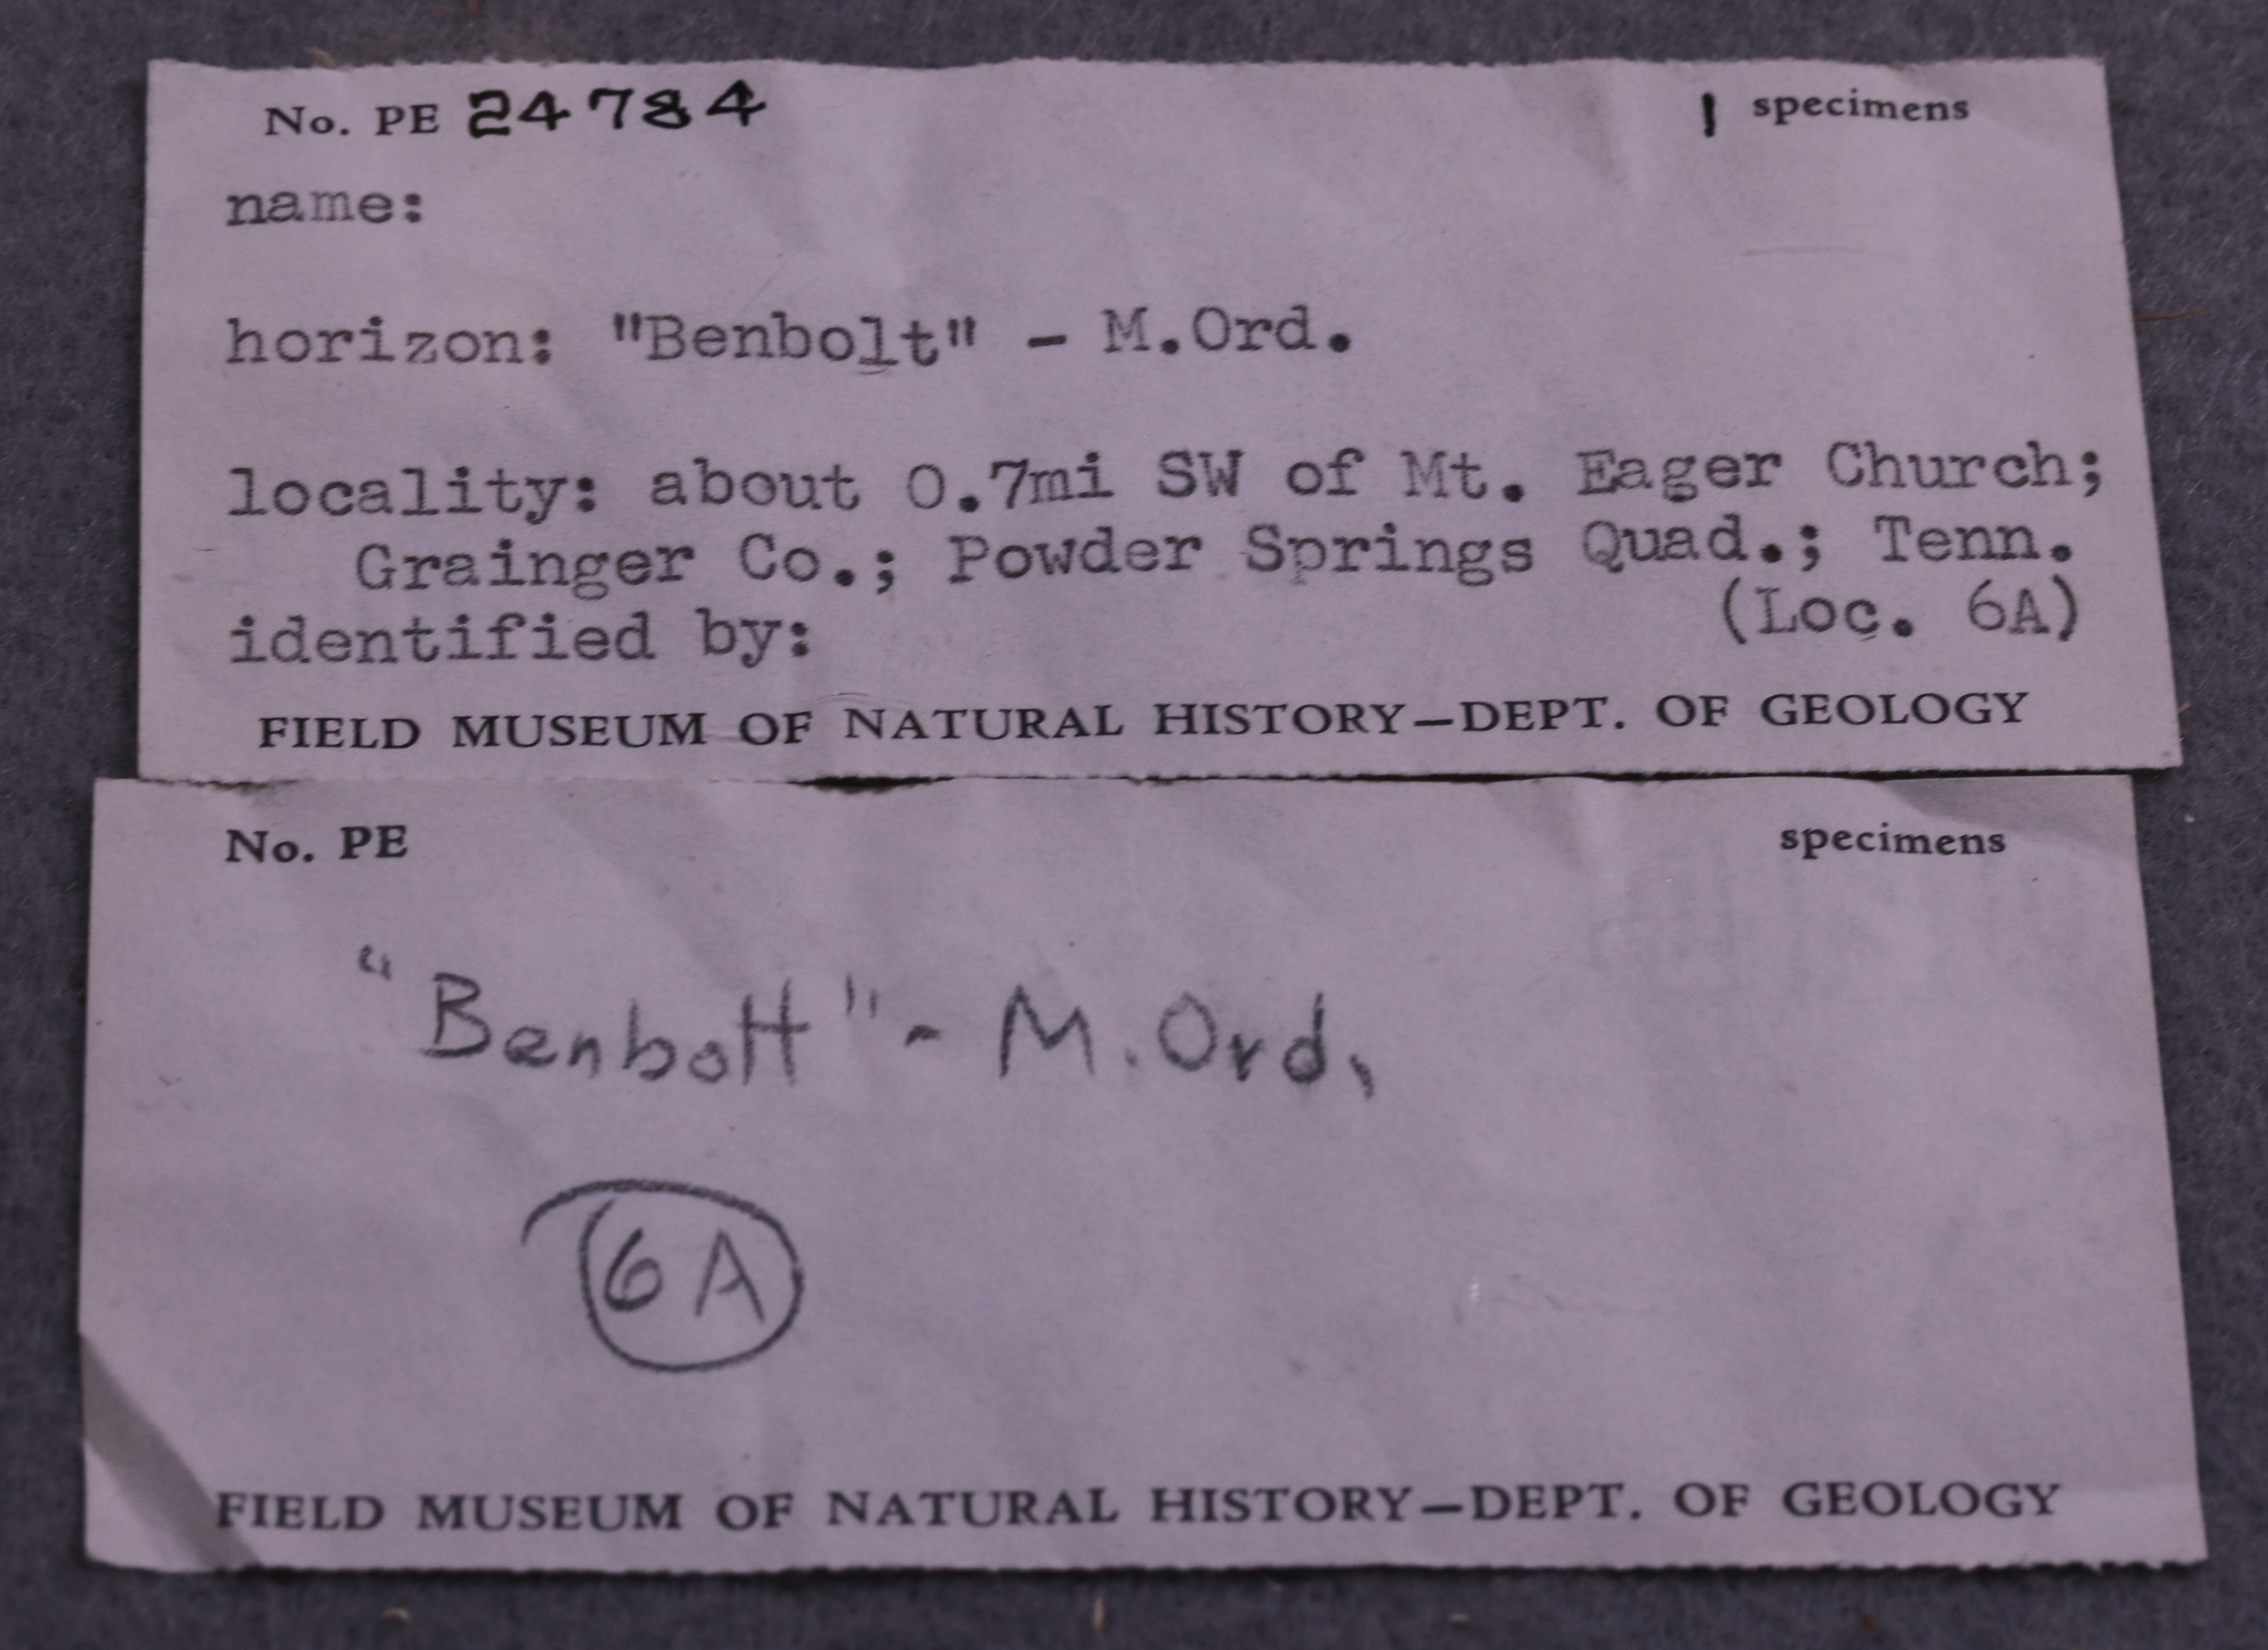 No. PE 24784 1 specimens
name:
horizon: "Benbolt" - M.Ord.
locality: about 0.7mi SW of Mt. Eager Church;
Grainger Co.; Powder Springs Quad.; Tenn.
(Loc. 6A)
identified by:
FIELD MUSEUM OF NATURAL HISTORY—DEPT. OF GEOLOGY
No. PE specimens
"Benbolt" - M.Ord.
6A
FIELD MUSEUM OF NATURAL HISTORY—DEPT. OF GEOLOGY